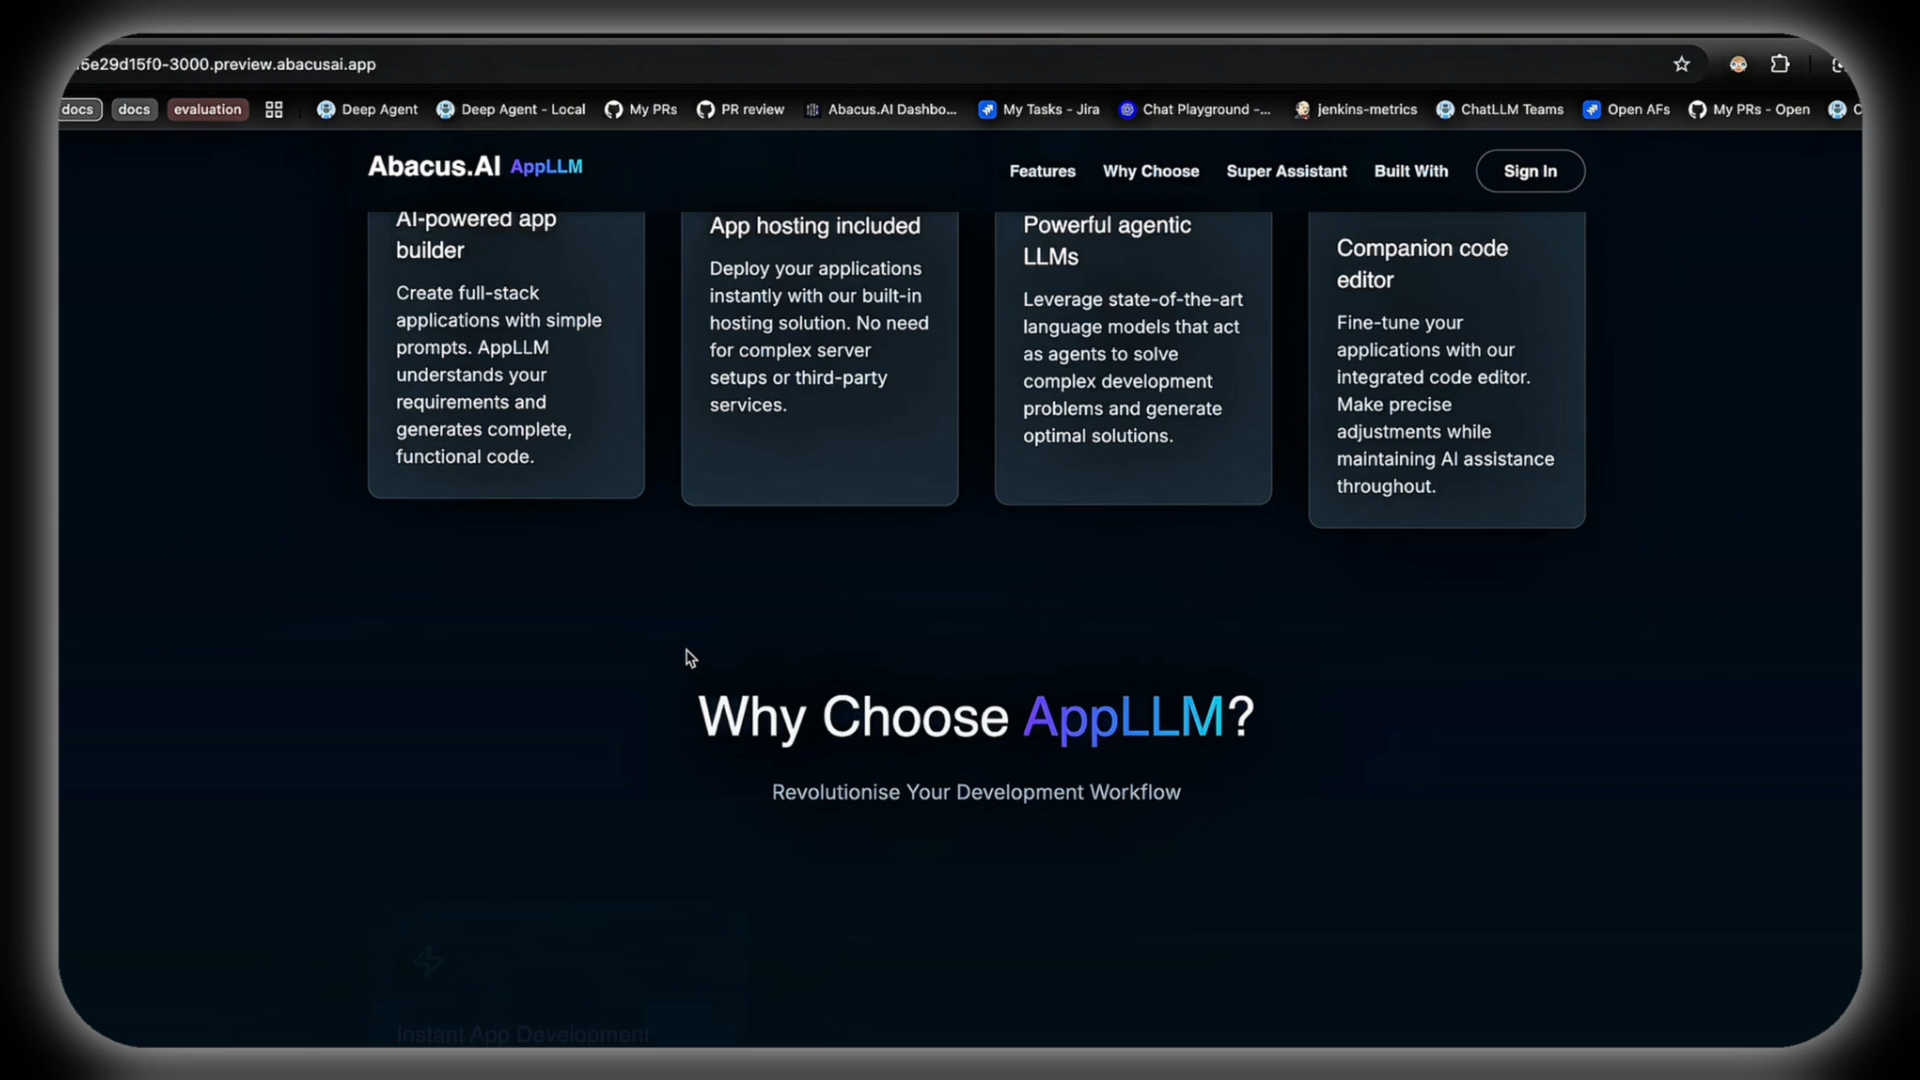 5e29d15f0-3000.preview.abacusai.app
docs docs evaluation Deep Agent Deep Agent - Local My PRs PR review Abacus.AI Dashbo... My Tasks - Jira Chat Playground -... jenkins-metrics ChatLLM Teams Open AFs My PRs - Open
Abacus.AI AppLLM Features Why Choose Super Assistant Built With Sign In
AI-powered app
builder
Create full-stack
applications with simple
prompts. AppLLM
understands your
requirements and
generates complete,
functional code.
App hosting included
Deploy your applications
instantly with our built-in
hosting solution. No need
for complex server
setups or third-party
services.
Powerful agentic
LLMs
Leverage state-of-the-art
language models that act
as agents to solve
complex development
problems and generate
optimal solutions.
Companion code
editor
Fine-tune your
applications with our
integrated code editor.
Make precise
adjustments while
maintaining AI assistance
throughout.
Why Choose AppLLM?
Revolutionise Your Development Workflow
Instant App Development